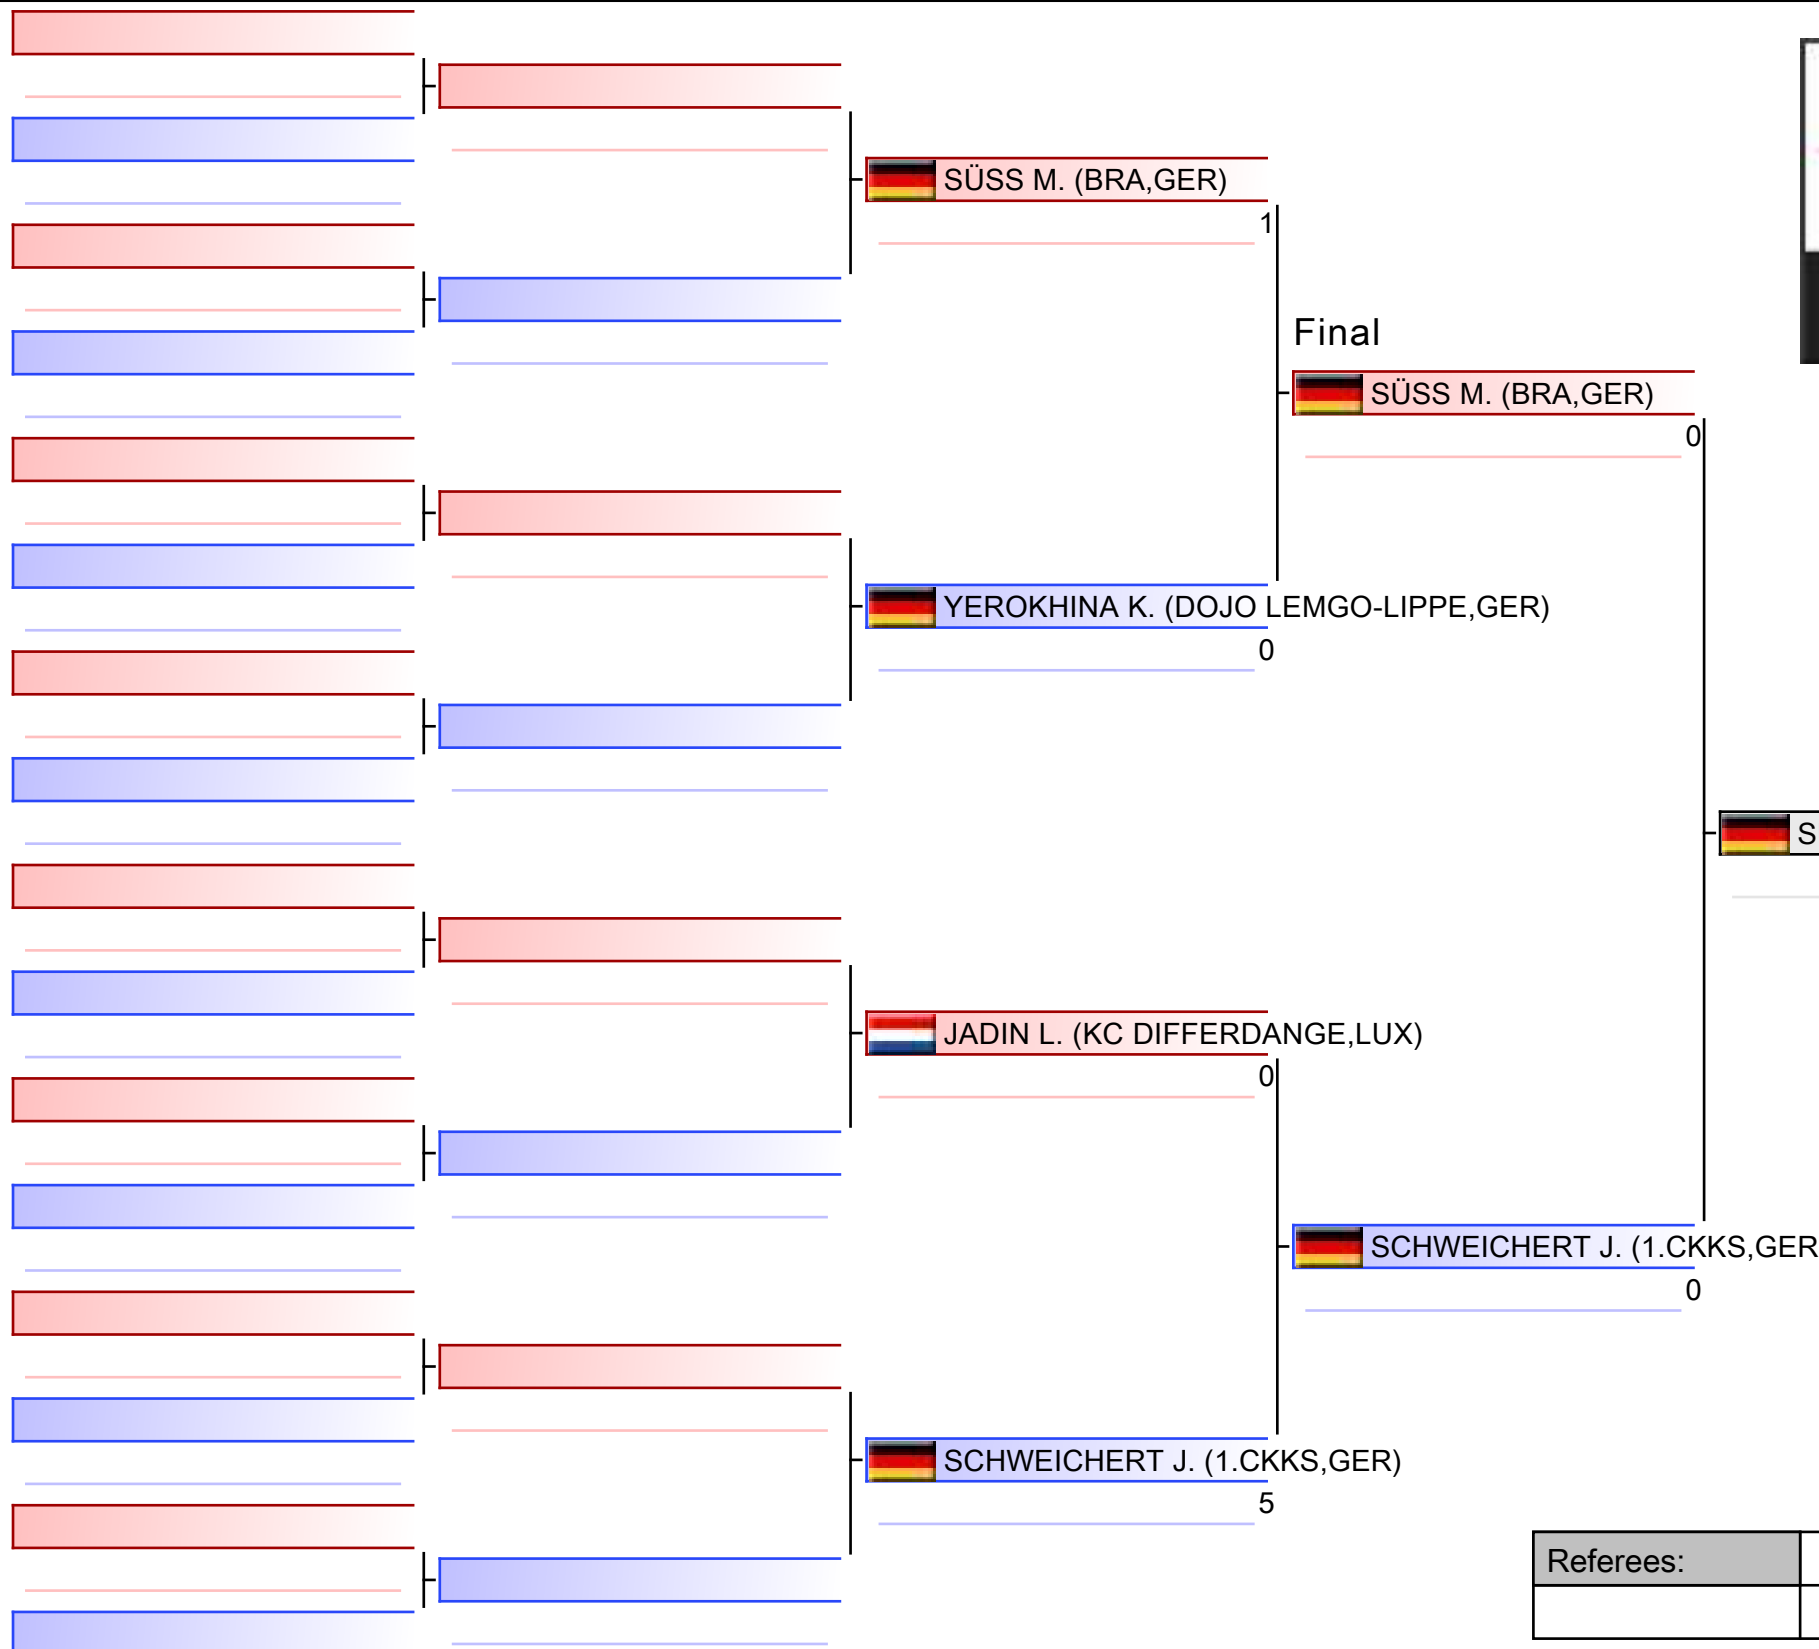 SÜSS M. (BRA,GER)
1
Final
SÜSS M. (BRA,GER)
0
YEROKHINA K. (DOJO LEMGO-LIPPE,GER)
0
S
JADIN L. (KC DIFFERDANGE,LUX)
0
SCHWEICHERT J. (1.CKKS,GER
0
SCHWEICHERT J. (1.CKKS,GER)
5
Referees: